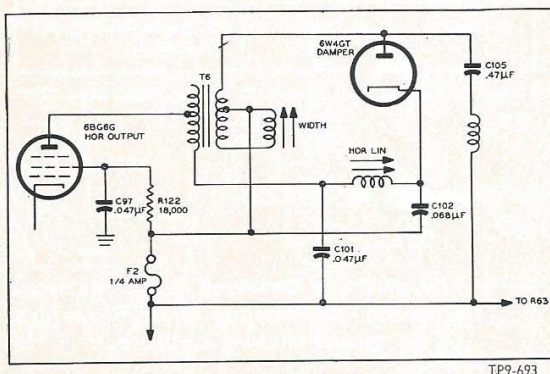 6W4GT
DAMPER
C105
.47µF
T6
6BG6G
HOR OUTPUT
WIDTH
HOR LIN
C97
.047µF
R122
18,000
C102
.068µF
C101
.047µF
F2
1/4 AMP
TO R63
TP9-693